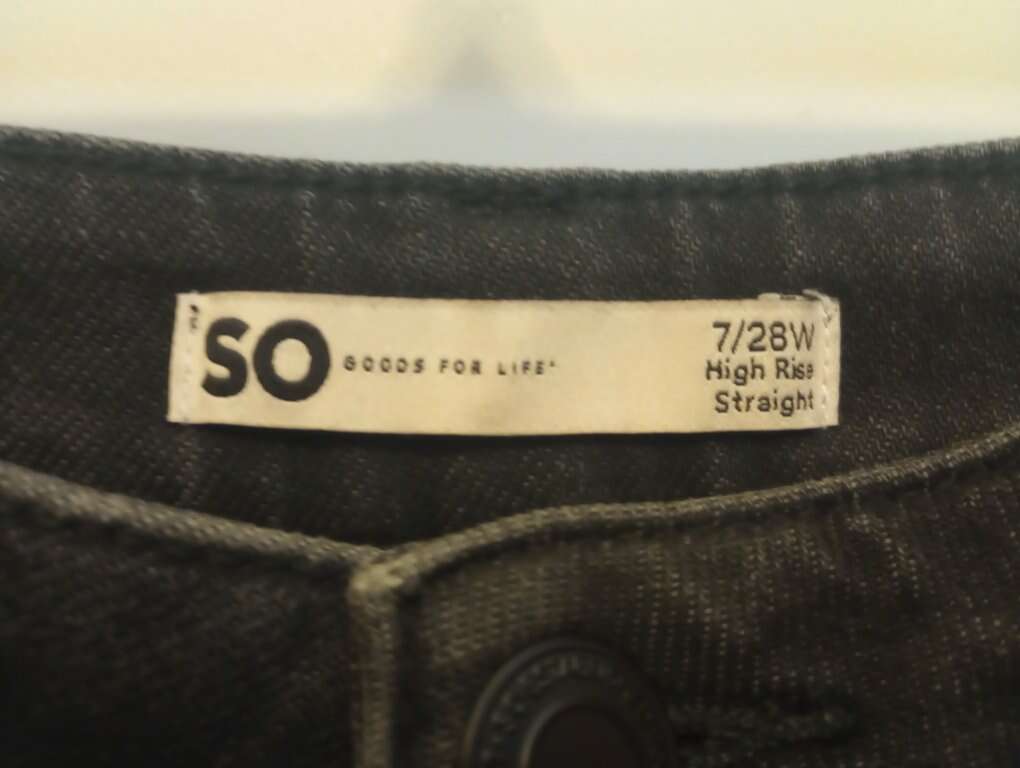 SO GOODS FOR LIFE
7/28W
High Rise
Straight